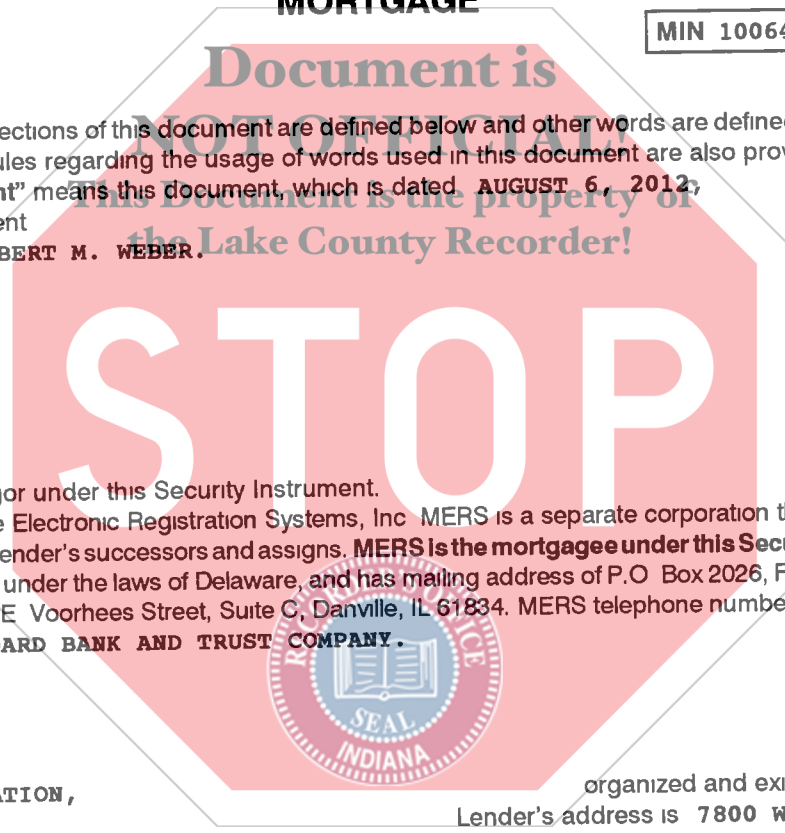 MORTGAGE
MIN 10064
Document is
NOT OFFICIAL!
This Document is the property of
the Lake County Recorder!
ections of this document are defined below and other words are define
ules regarding the usage of words used in this document are also prov
nt" means this document, which is dated AUGUST 6, 2012,
ent
BERT M. WEBER.
STOP
gor under this Security Instrument.
e Electronic Registration Systems, Inc MERS is a separate corporation t
ender's successors and assigns. MERS is the mortgagee under this Secu
under the laws of Delaware, and has mailing address of P.O Box 2026, F
E Voorhees Street, Suite C, Danville, IL 61834. MERS telephone numbe
ARD BANK AND TRUST COMPANY.
RECORDER'S OFFICE
SEAL
INDIANA
ATION,
organized and exi
Lender's address is 7800 W